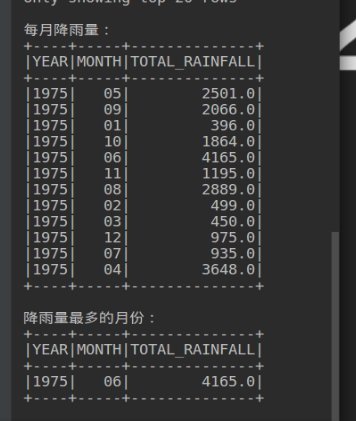 only showing top 20 rows
每月降雨量：
+----+-----+--------------+
|YEAR|MONTH|TOTAL_RAINFALL|
+----+-----+--------------+
|1975|   05|        2501.0|
|1975|   09|        2066.0|
|1975|   01|         396.0|
|1975|   10|        1864.0|
|1975|   06|        4165.0|
|1975|   11|        1195.0|
|1975|   08|        2889.0|
|1975|   02|         499.0|
|1975|   03|         450.0|
|1975|   12|         975.0|
|1975|   07|         935.0|
|1975|   04|        3648.0|
+----+-----+--------------+
降雨量最多的月份：
+----+-----+--------------+
|YEAR|MONTH|TOTAL_RAINFALL|
+----+-----+--------------+
|1975|   06|        4165.0|
+----+-----+--------------+